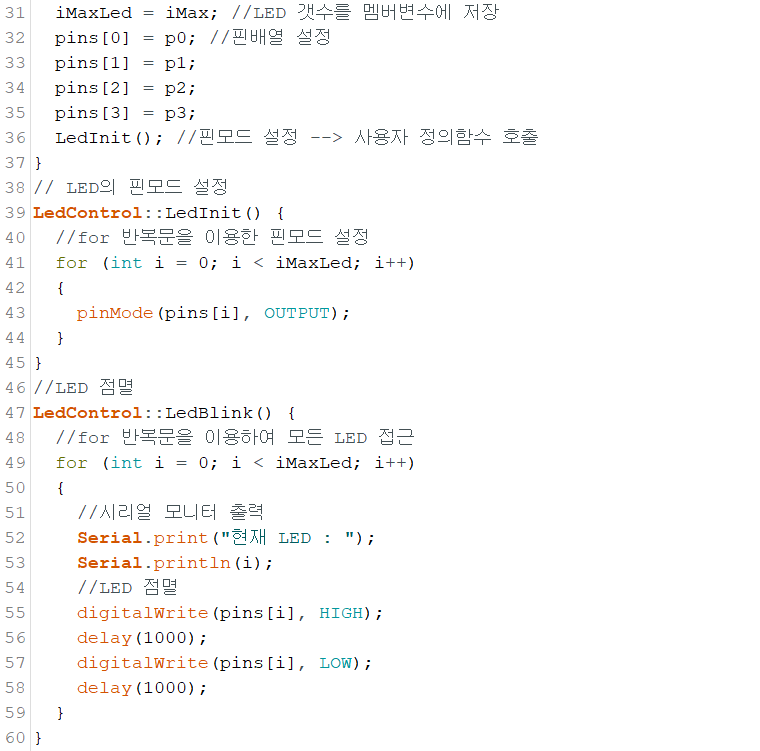 31   iMaxLed = iMax; //LED 갯수를 멤버변수에 저장
32   pins[0] = p0; //핀배열 설정
33   pins[1] = p1;
34   pins[2] = p2;
35   pins[3] = p3;
36   LedInit(); //핀모드 설정 --> 사용자 정의함수 호출
37 }
38 // LED의 핀모드 설정
39 LedControl::LedInit() {
40   //for 반복문을 이용한 핀모드 설정
41   for (int i = 0; i < iMaxLed; i++)
42   {
43     pinMode(pins[i], OUTPUT);
44   }
45 }
46 //LED 점멸
47 LedControl::LedBlink() {
48   //for 반복문을 이용하여 모든 LED 접근
49   for (int i = 0; i < iMaxLed; i++)
50   {
51     //시리얼 모니터 출력
52     Serial.print("현재 LED : ");
53     Serial.println(i);
54     //LED 점멸
55     digitalWrite(pins[i], HIGH);
56     delay(1000);
57     digitalWrite(pins[i], LOW);
58     delay(1000);
59   }
60 }